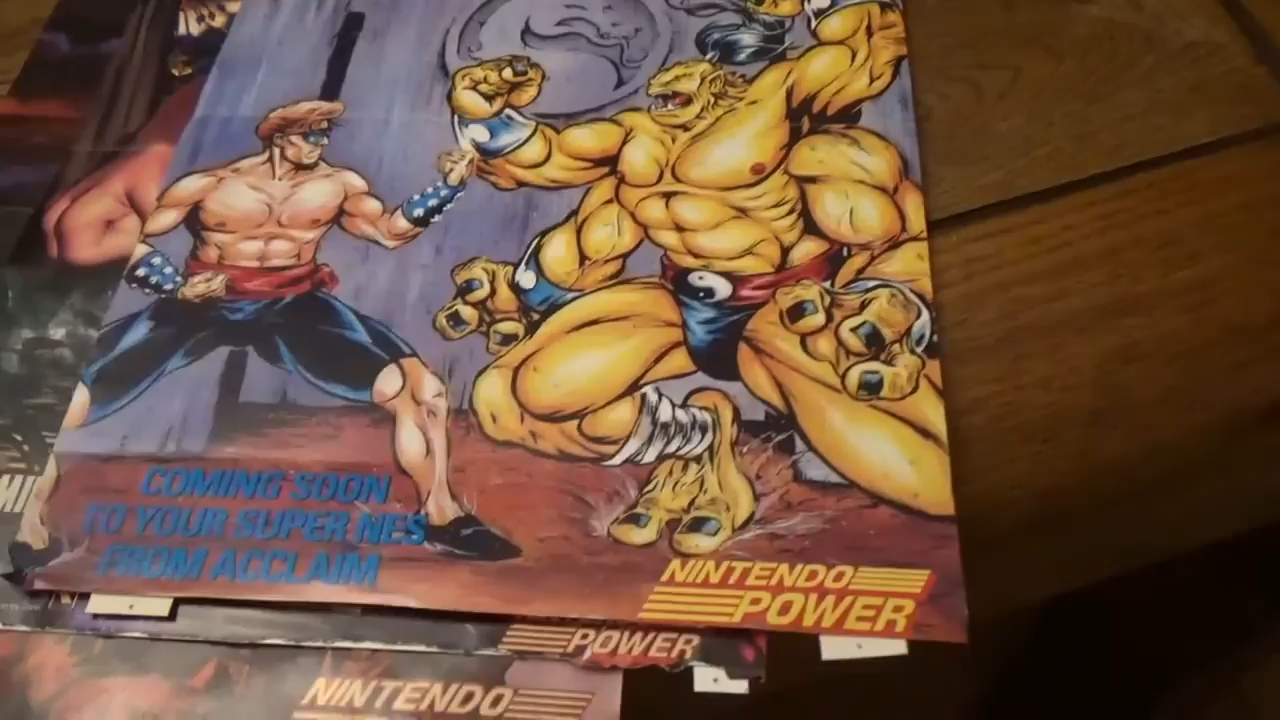 COMING SOON
TO YOUR SUPER NES
FROM ACCLAIM
NINTENDO
POWER
POWER
NINTENDO